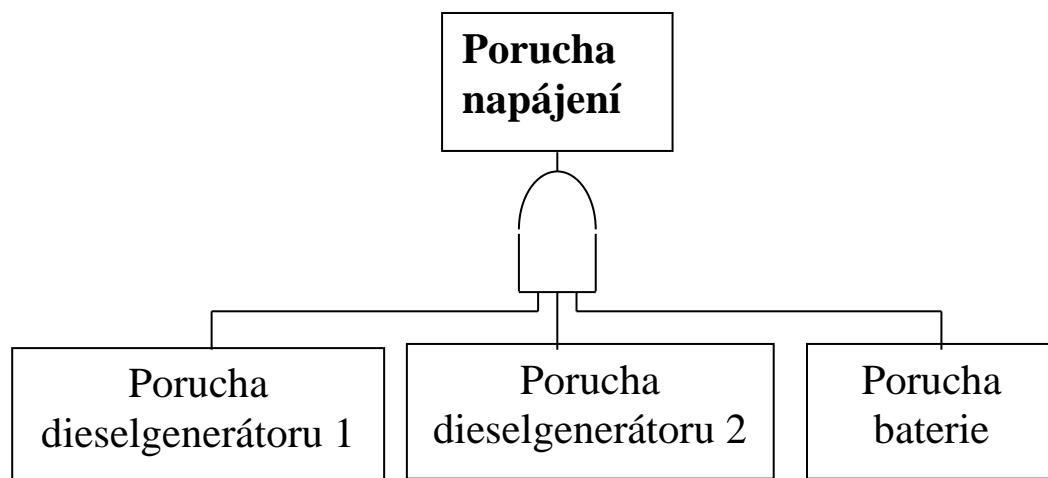 Porucha
napájení
Porucha
dieselgenerátoru 1
Porucha
dieselgenerátoru 2
Porucha
baterie